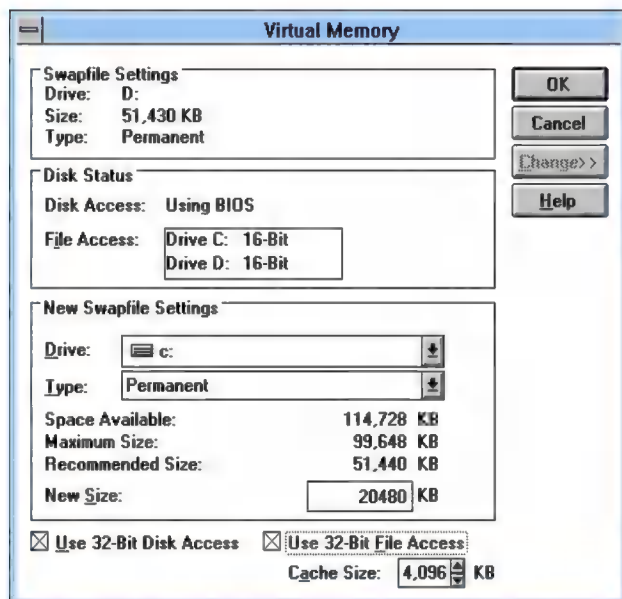 Virtual Memory
Swapfile Settings
Drive: D:
Size: 51,430 KB
Type: Permanent
OK
Cancel
Change>>
Help
Disk Status
Disk Access: Using BIOS
File Access: Drive C: 16-Bit
Drive D: 16-Bit
New Swapfile Settings
Drive: c:
Type: Permanent
Space Available: 114,728 KB
Maximum Size: 99,648 KB
Recommended Size: 51,440 KB
New Size: 20480 KB
Use 32-Bit Disk Access Use 32-Bit File Access
Cache Size: 4,096 KB